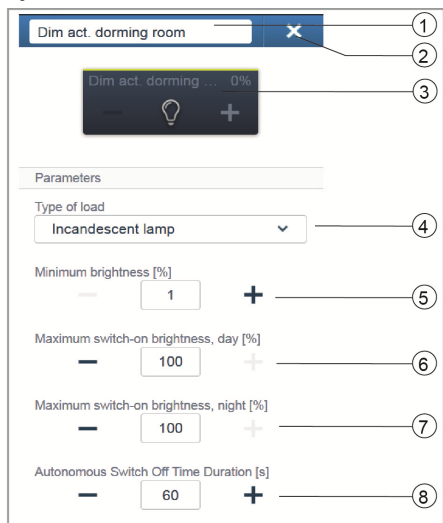 Dim act. dorming room
1
2
Dim act. dorming ... 0%
3
Parameters
Type of load
Incandescent lamp
4
Minimum brightness [%]
1
5
Maximum switch-on brightness, day [%]
100
6
Maximum switch-on brightness, night [%]
100
7
Autonomous Switch Off Time Duration [s]
60
8